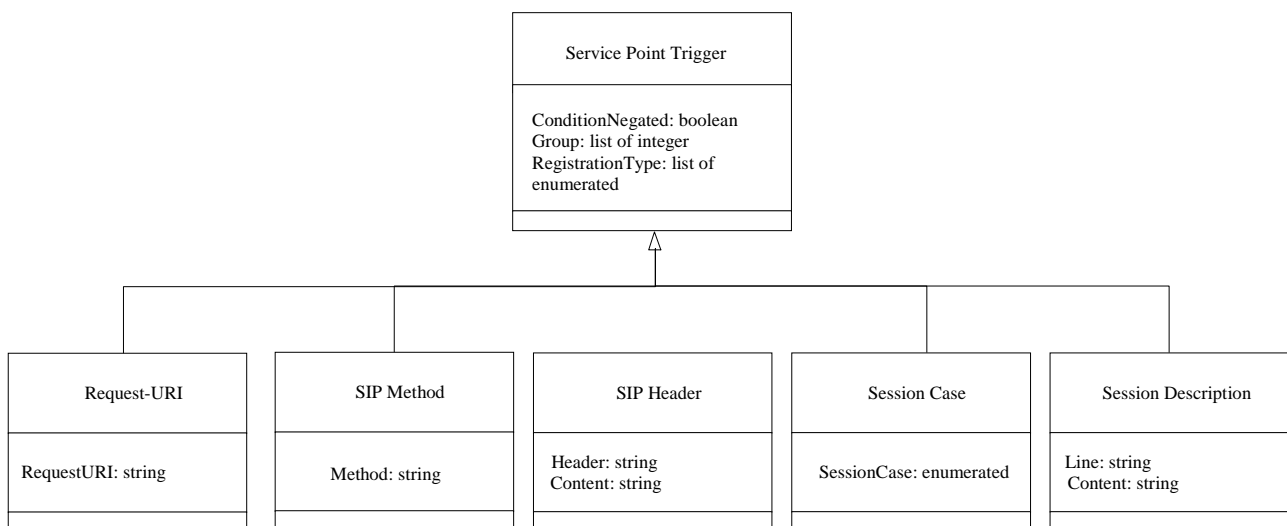 Service Point Trigger
ConditionNegated: boolean
Group: list of integer
RegistrationType: list of
enumerated
Request-URI
RequestURI: string
SIP Method
Method: string
SIP Header
Header: string
Content: string
Session Case
SessionCase: enumerated
Session Description
Line: string
Content: string